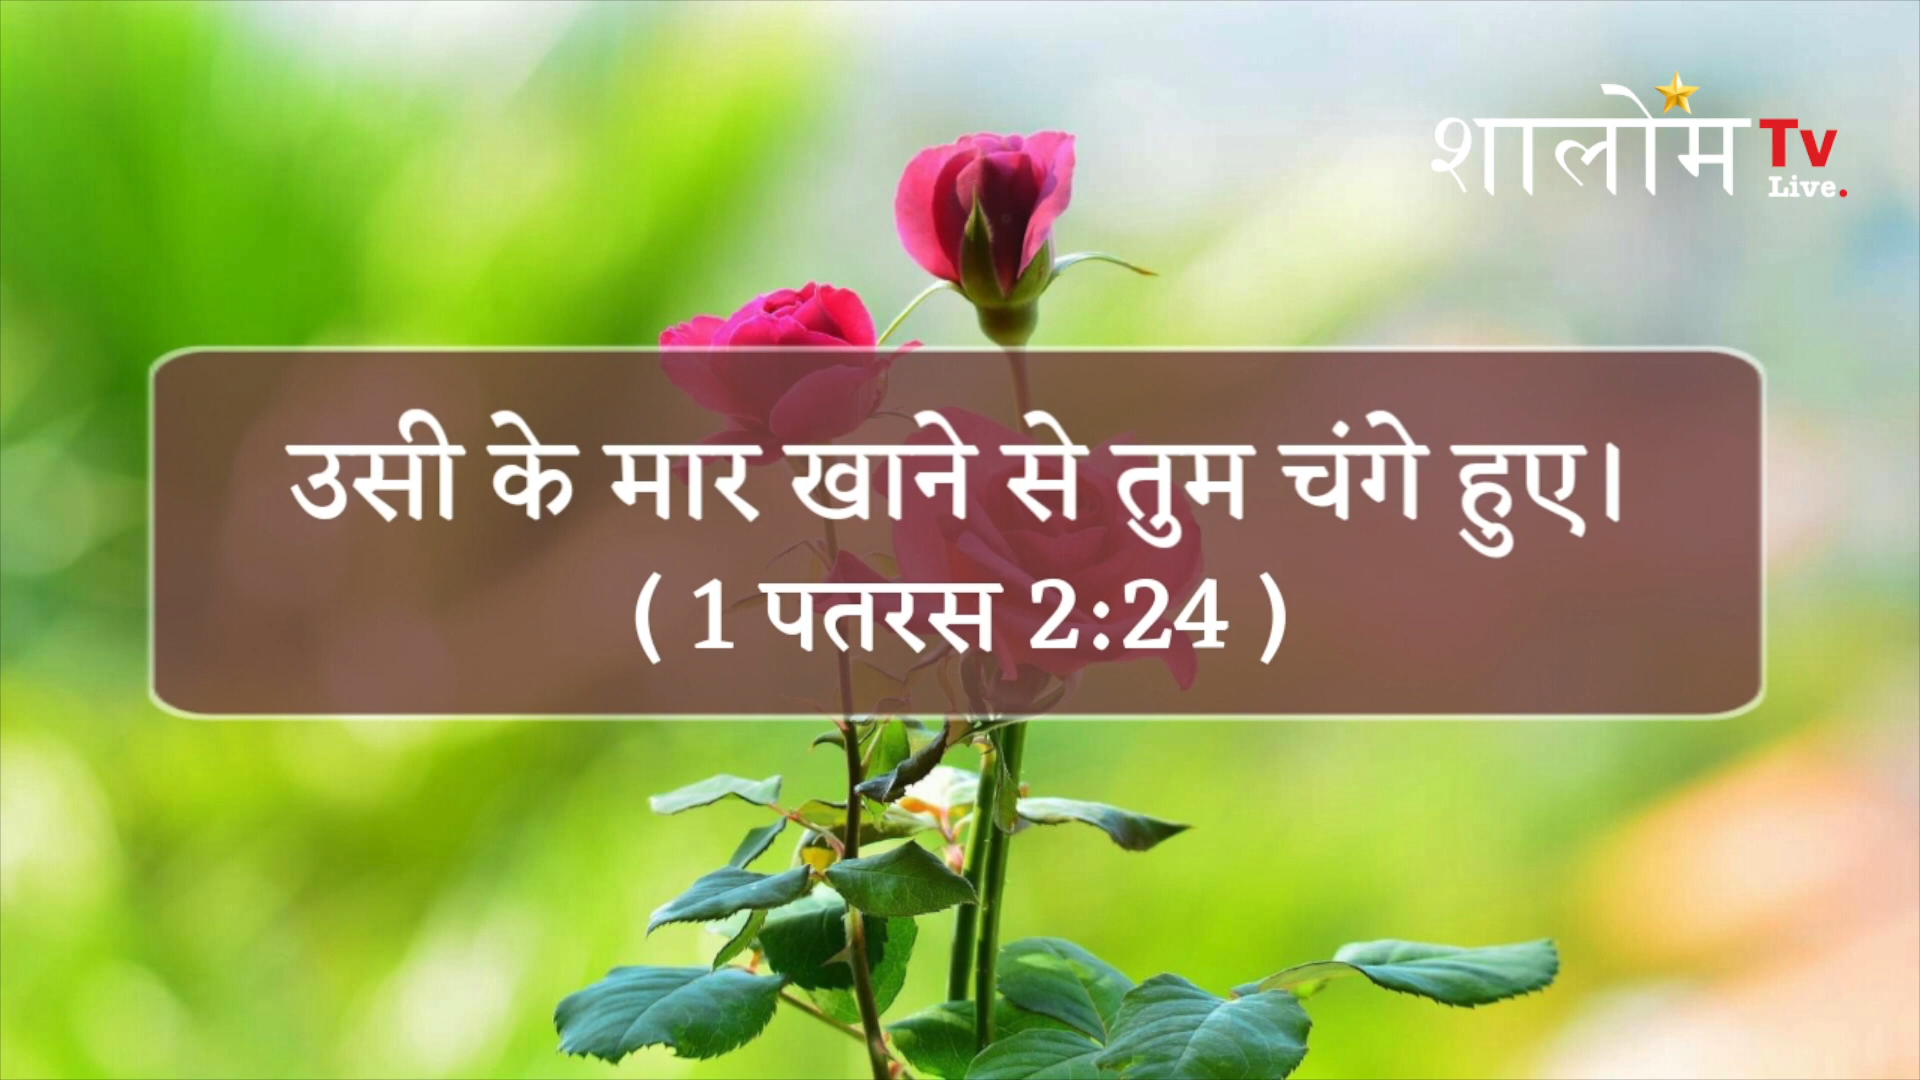 शालोम Tv
Live.
उसी के मार खाने से तुम चंगे हुए।
( 1 पतरस 2:24 )